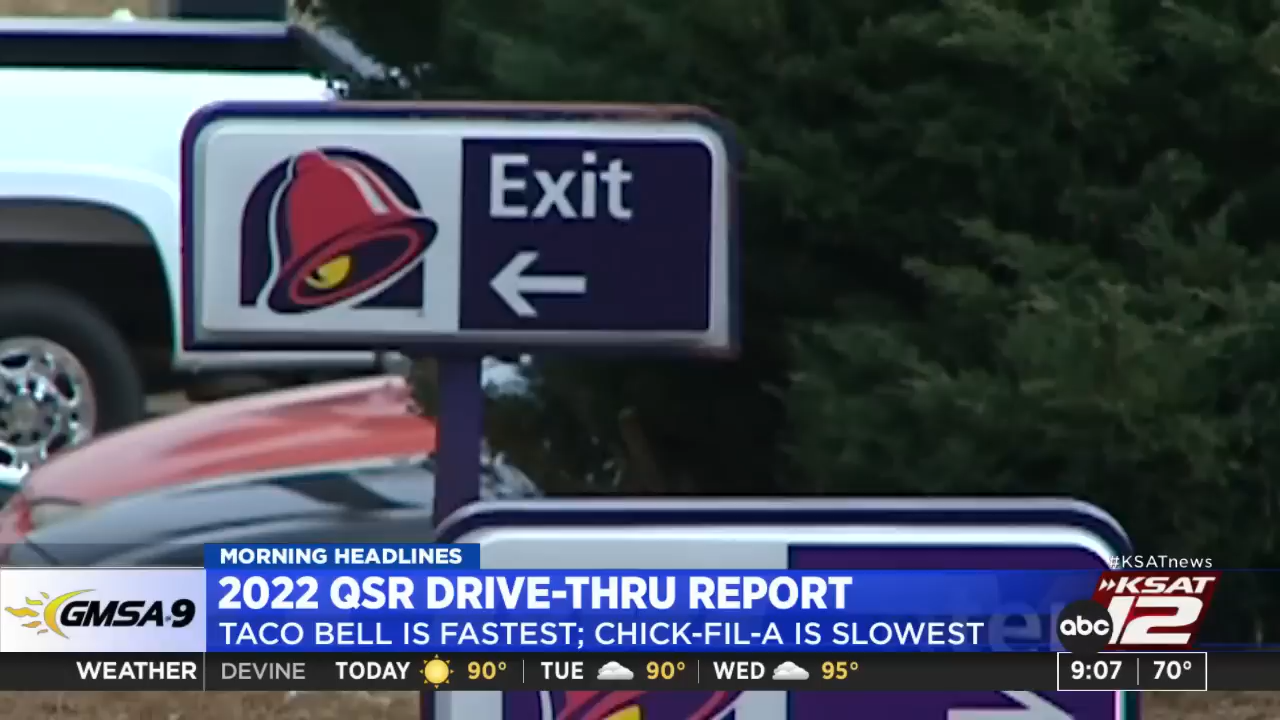 Exit
MORNING HEADLINES
#KSATnews
GMSA@9
2022 QSR DRIVE-THRU REPORT
KSAT
12
abc
TACO BELL IS FASTEST; CHICK-FIL-A IS SLOWEST
WEATHER DEVINE TODAY 90° TUE 90° WED 95° 9:07 70°